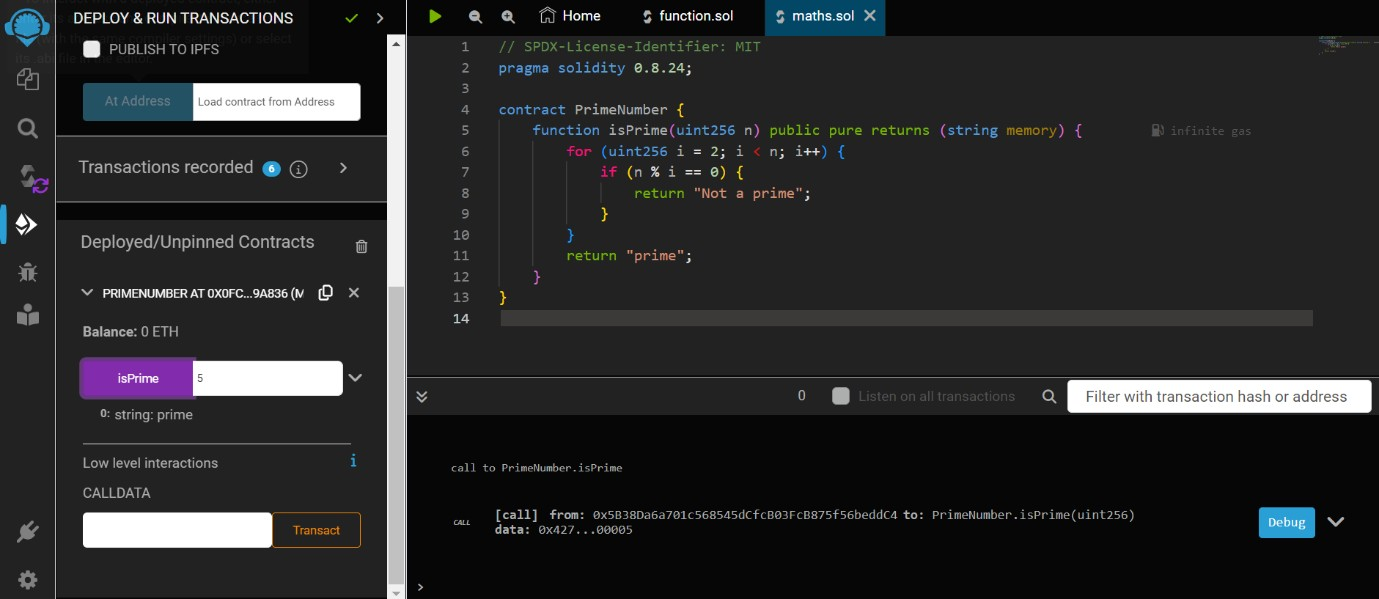 DEPLOY & RUN TRANSACTIONS
PUBLISH TO IPFS
At Address
Load contract from Address
Transactions recorded 6
Deployed/Unpinned Contracts
PRIMENUMBER AT 0X0FC...9A836 (M
Balance: 0 ETH
isPrime
5
0: string: prime
Low level interactions
CALLDATA
Transact
Home
function.sol
maths.sol
1 // SPDX-License-Identifier: MIT
2 pragma solidity 0.8.24;
3
4 contract PrimeNumber {
5 function isPrime(uint256 n) public pure returns (string memory) {
infinite gas
6 for (uint256 i = 2; i < n; i++) {
7 if (n % i == 0) {
8 return "Not a prime";
9 }
10 }
11 return "prime";
12 }
13 }
14
0
Listen on all transactions
Filter with transaction hash or address
call to PrimeNumber.isPrime
CALL
[call] from: 0x5B38Da6a701c568545dCfcB03FcB875f56beddC4 to: PrimeNumber.isPrime(uint256)
data: 0x427...00005
Debug
>